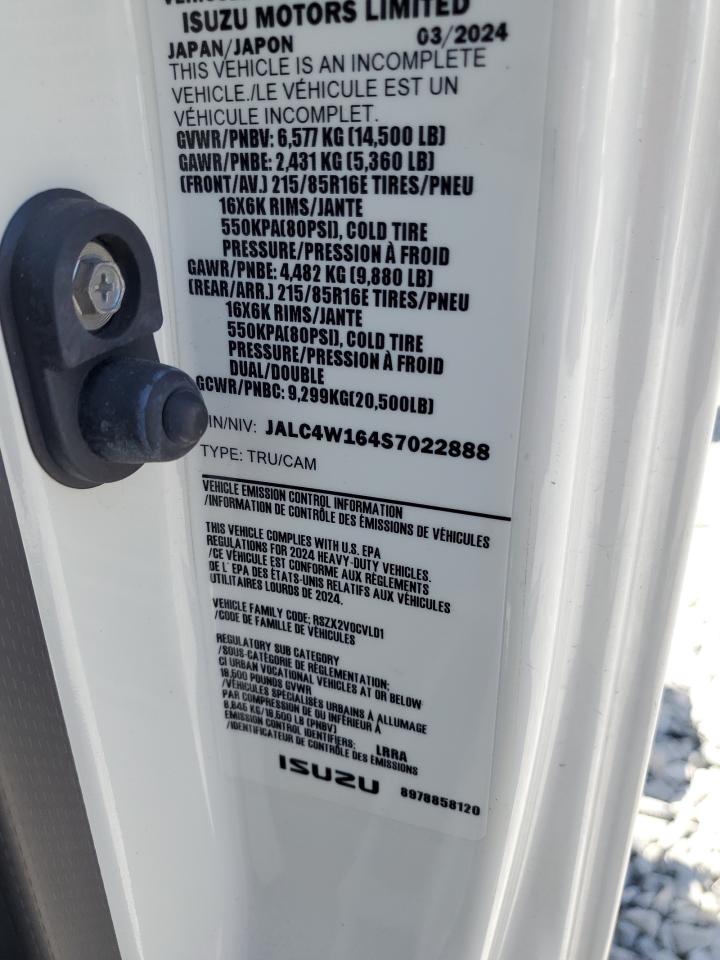 ISUZU MOTORS LIMITED
JAPAN/JAPON 03/2024
THIS VEHICLE IS AN INCOMPLETE
VEHICLE./LE VÉHICULE EST UN
VÉHICULE INCOMPLET.
GVWR/PNBV: 6,577 KG (14,500 LB)
GAWR/PNBE: 2,431 KG (5,360 LB)
(FRONT/AV.) 215/85R16E TIRES/PNEU
16X6K RIMS/JANTE
550KPA(80PSI), COLD TIRE
PRESSURE/PRESSION À FROID
GAWR/PNBE: 4,482 KG (9,880 LB)
(REAR/ARR.) 215/85R16E TIRES/PNEU
16X6K RIMS/JANTE
550KPA(80PSI), COLD TIRE
PRESSURE/PRESSION À FROID
DUAL/DOUBLE
GCWR/PNBC: 9,299KG(20,500LB)
IN/NIV: JALC4W164S7022888
TYPE: TRU/CAM
VEHICLE EMISSION CONTROL INFORMATION
/INFORMATION DE CONTRÔLE DES ÉMISSIONS DE VÉHICULES
THIS VEHICLE COMPLIES WITH U.S. EPA
REGULATIONS FOR 2024 HEAVY-DUTY VEHICLES.
/CE VÉHICULE EST CONFORME AUX RÈGLEMENTS
DE L' EPA DES ÉTATS-UNIS RELATIFS AUX VÉHICULES
UTILITAIRES LOURDS DE 2024.
VEHICLE FAMILY CODE: RSZX2VOCVLD1
/CODE DE FAMILLE DE VÉHICULES
REGULATORY SUB CATEGORY
/SOUS-CATÉGORIE DE RÉGLEMENTATION:
CI URBAN VOCATIONAL VEHICLES AT OR BELOW
19,500 POUNDS GVWR
/VÉHICULES SPÉCIALISÉS URBAINS À ALLUMAGE
PAR COMPRESSION DE OU INFÉRIEUR À
8,845 KG/19,500 LB (PNBV)
EMISSION CONTROL IDENTIFIERS: LRRA
/IDENTIFICATEUR DE CONTRÔLE DES ÉMISSIONS
ISUZU 8978858120